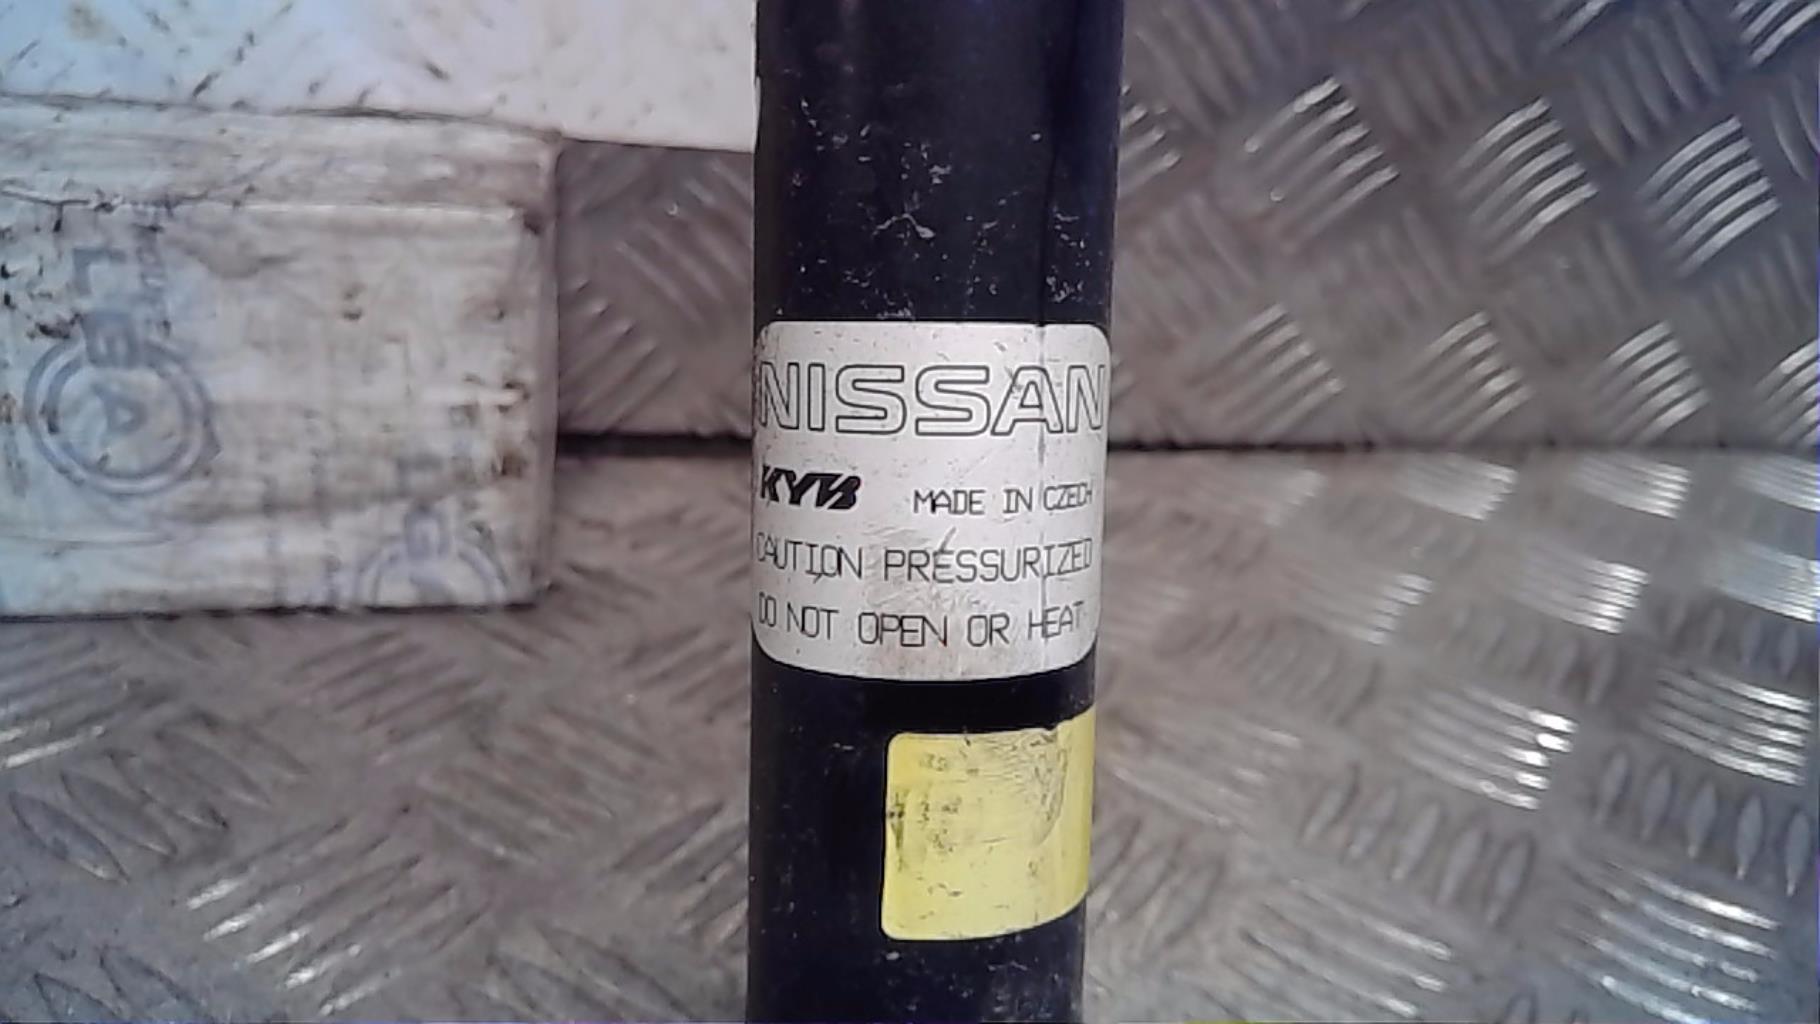 NISSAN
KYB MADE IN CZECH
CAUTION PRESSURIZED
DO NOT OPEN OR HEAT